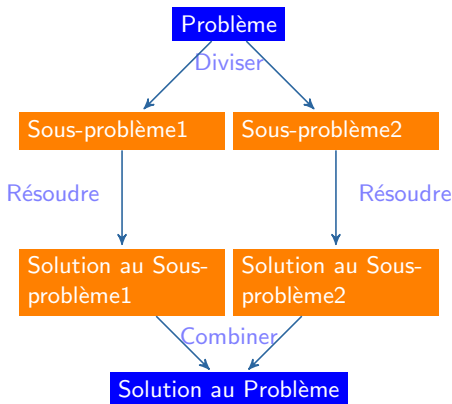 Problème
Diviser
Sous-problème1
Sous-problème2
Résoudre
Résoudre
Solution au Sous-
problème1
Solution au Sous-
problème2
Combiner
Solution au Problème